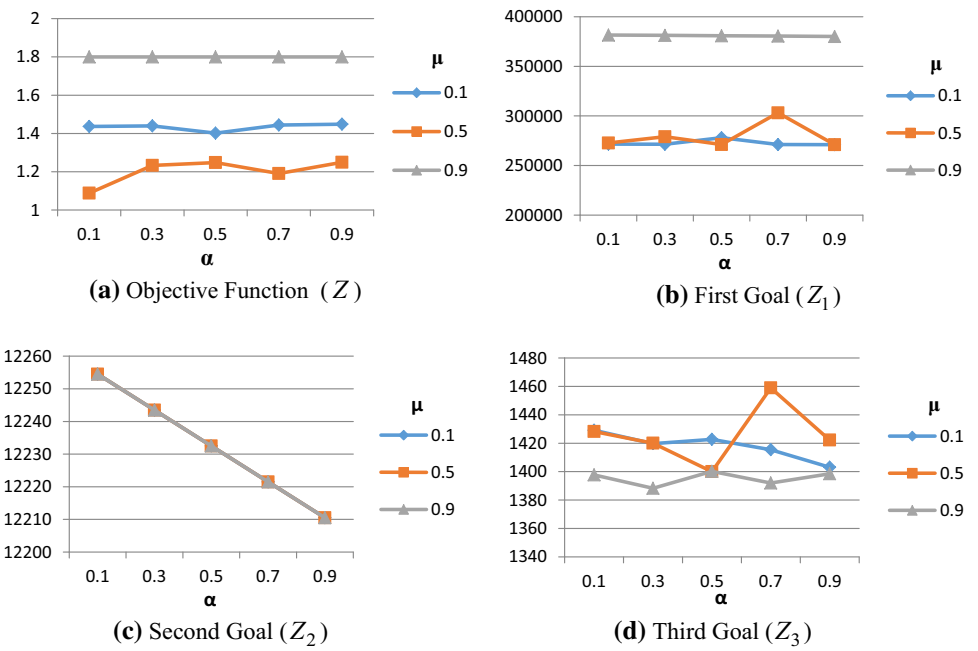 2
1.8
1.6
1.4
1.2
1
0.1 0.3 0.5 0.7 0.9
α
μ
0.1
0.5
0.9
(a) Objective Function (Z)
400000
350000
300000
250000
200000
0.1 0.3 0.5 0.7 0.9
α
μ
0.1
0.5
0.9
(b) First Goal (Z1)
12260
12250
12240
12230
12220
12210
12200
0.1 0.3 0.5 0.7 0.9
α
μ
0.1
0.5
0.9
(c) Second Goal (Z2)
1480
1460
1440
1420
1400
1380
1360
1340
0.1 0.3 0.5 0.7 0.9
α
μ
0.1
0.5
0.9
(d) Third Goal (Z3)